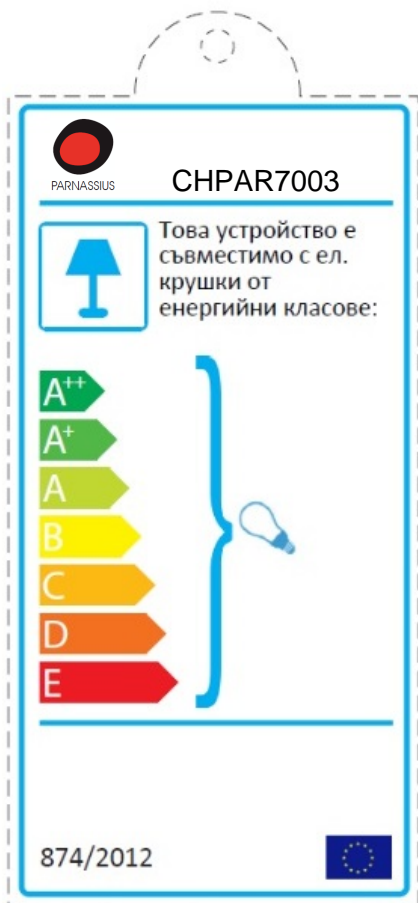 PARNASSIUS
CHPAR7003
Това устройство е
съвместимо с ел.
крушки от
енергийни класове:
A++
A+
A
B
C
D
E
874/2012